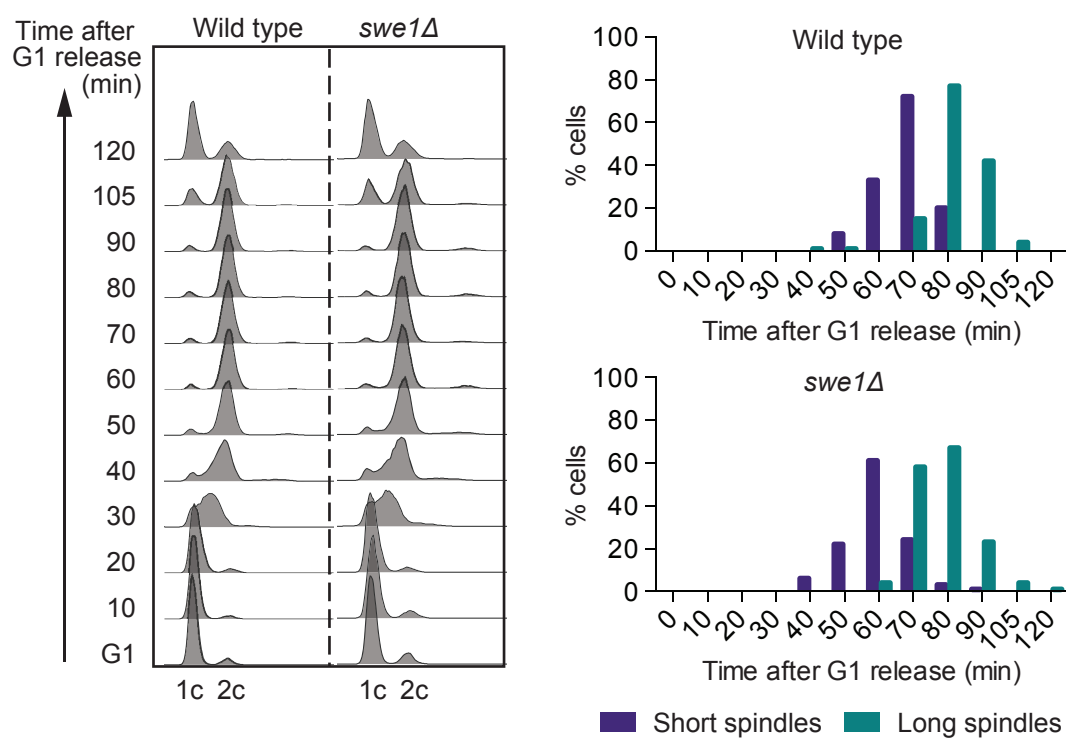 Time after
G1 release
(min)
Wild type
swe1Δ
120
105
90
80
70
60
50
40
30
20
10
G1
1c 2c
1c 2c
Wild type
% cells
100
80
60
40
20
0
0 10 20 30 40 50 60 70 80 90 105 120
Time after G1 release (min)
swe1Δ
% cells
100
80
60
40
20
0
0 10 20 30 40 50 60 70 80 90 105 120
Time after G1 release (min)
Short spindles
Long spindles